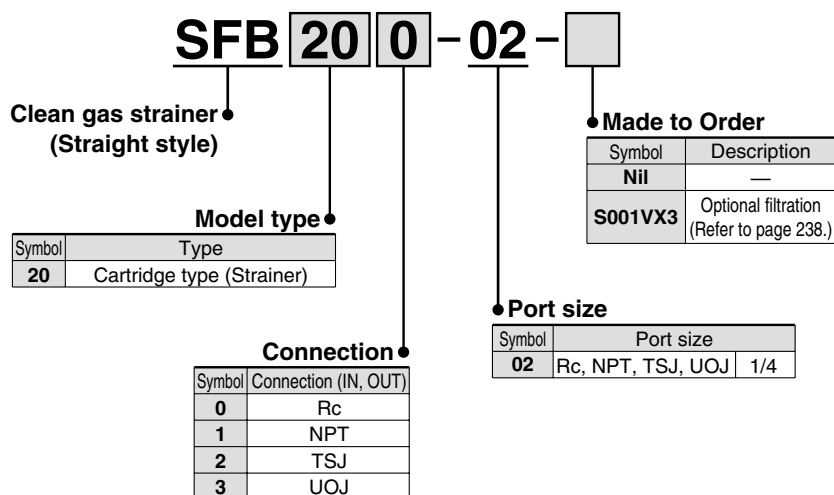 SFB 20 0 - 02 -
Clean gas strainer
(Straight style)
Made to Order
Symbol Description
Nil —
S001VX3 Optional filtration
(Refer to page 238.)
Model type
Symbol Type
20 Cartridge type (Strainer)
Port size
Symbol Port size
02 Rc, NPT, TSJ, UOJ 1/4
Connection
Symbol Connection (IN, OUT)
0 Rc
1 NPT
2 TSJ
3 UOJ